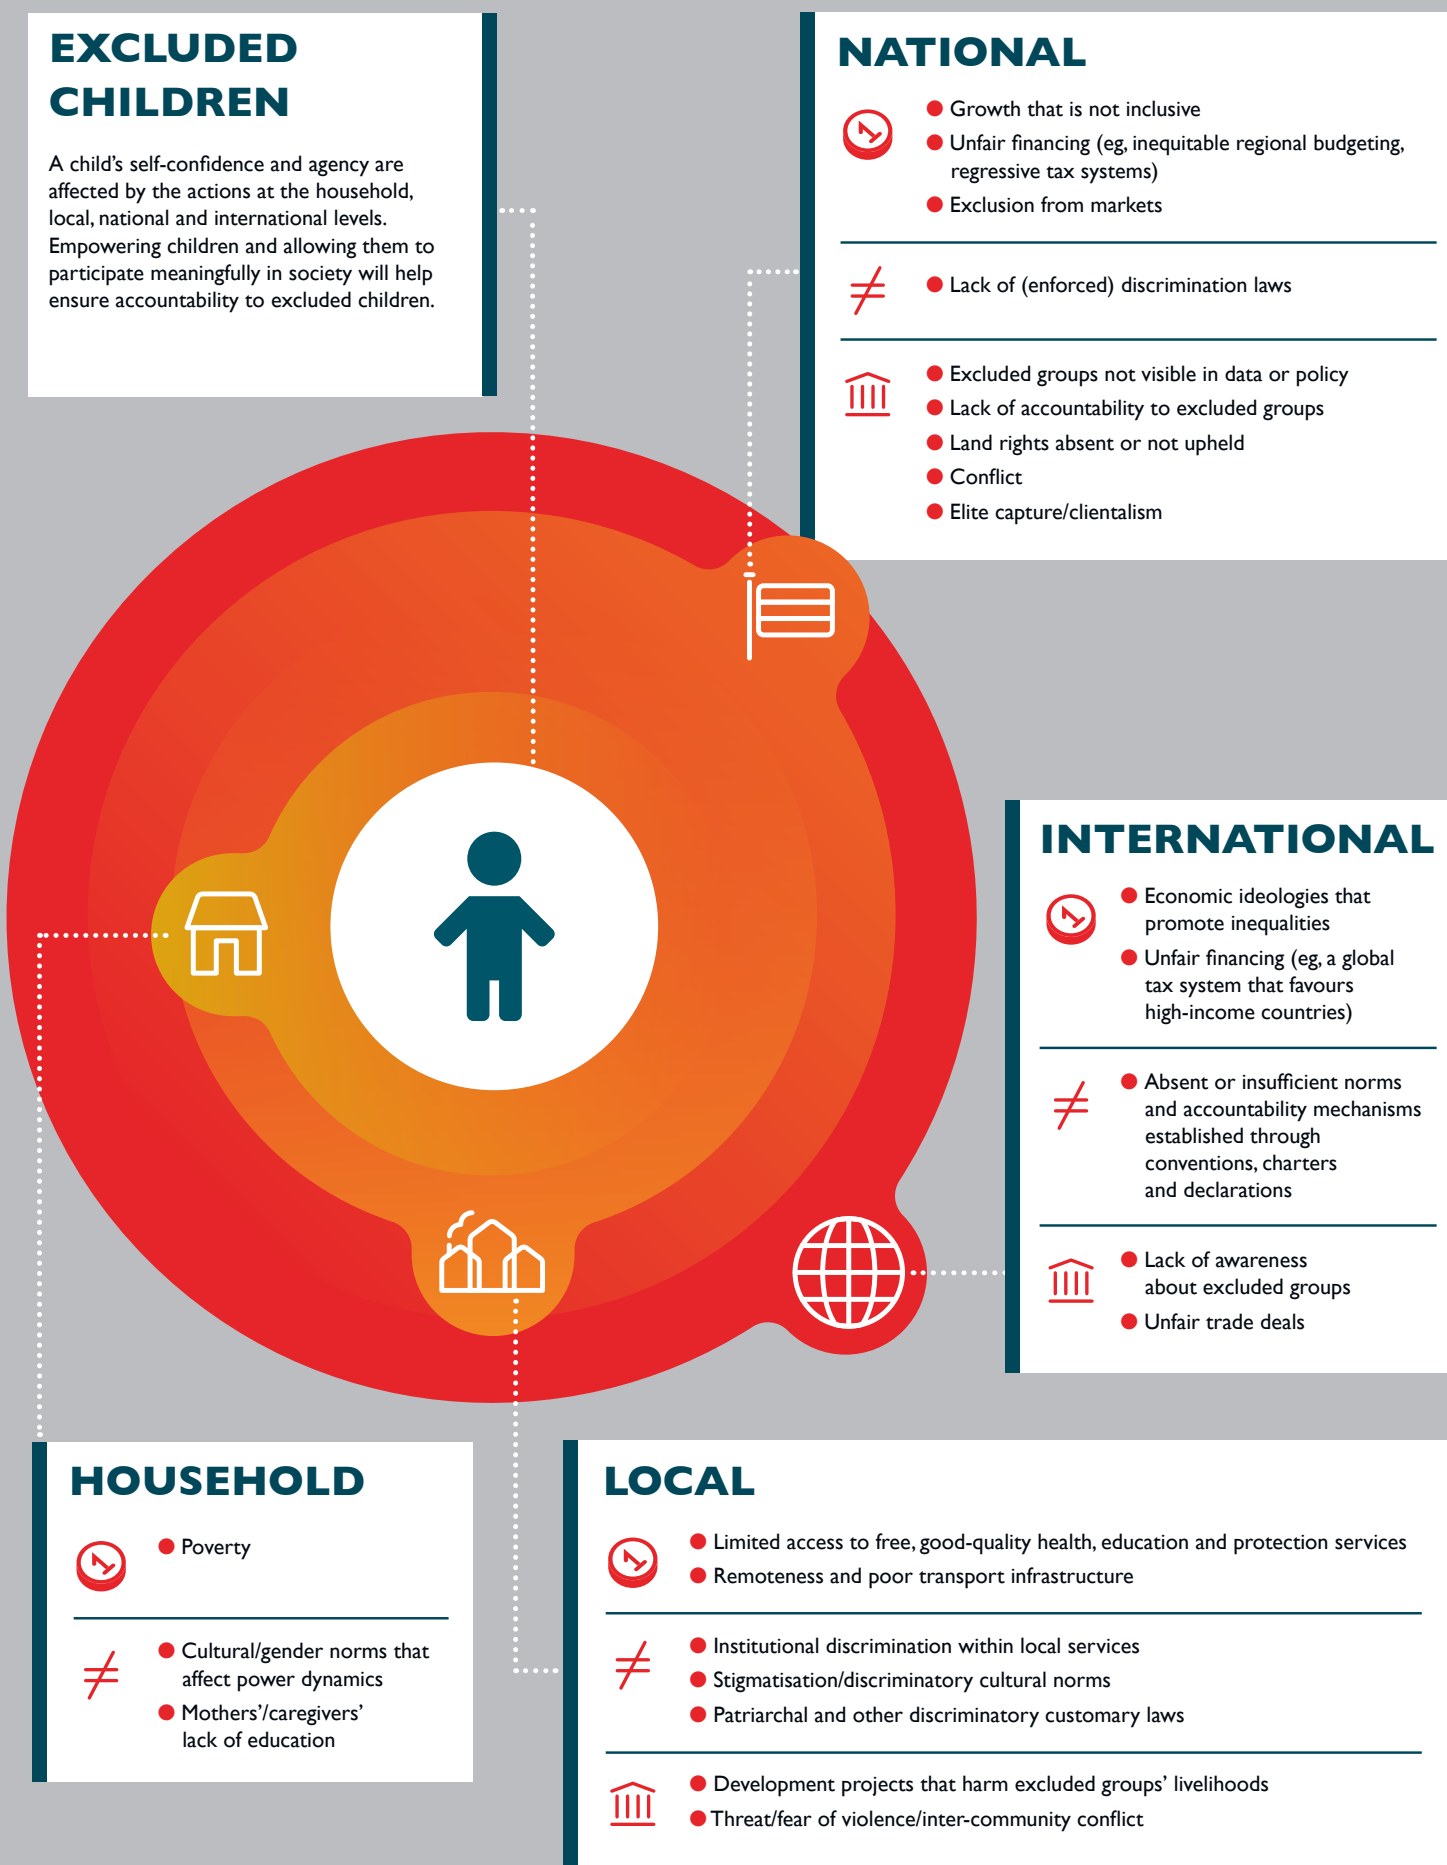 EXCLUDED
CHILDREN
A child’s self-confidence and agency are
affected by the actions at the household,
local, national and international levels.
Empowering children and allowing them to
participate meaningfully in society will help
ensure accountability to excluded children.
NATIONAL
1
Growth that is not inclusive
Unfair financing (eg, inequitable regional budgeting,
regressive tax systems)
Exclusion from markets
≠
Lack of (enforced) discrimination laws
Excluded groups not visible in data or policy
Lack of accountability to excluded groups
Land rights absent or not upheld
Conflict
Elite capture/clientalism
INTERNATIONAL
1
Economic ideologies that
promote inequalities
Unfair financing (eg, a global
tax system that favours
high-income countries)
≠
Absent or insufficient norms
and accountability mechanisms
established through
conventions, charters
and declarations
Lack of awareness
about excluded groups
Unfair trade deals
HOUSEHOLD
1
Poverty
≠
Cultural/gender norms that
affect power dynamics
Mothers’/caregivers’
lack of education
LOCAL
1
Limited access to free, good-quality health, education and protection services
Remoteness and poor transport infrastructure
≠
Institutional discrimination within local services
Stigmatisation/discriminatory cultural norms
Patriarchal and other discriminatory customary laws
Development projects that harm excluded groups’ livelihoods
Threat/fear of violence/inter-community conflict